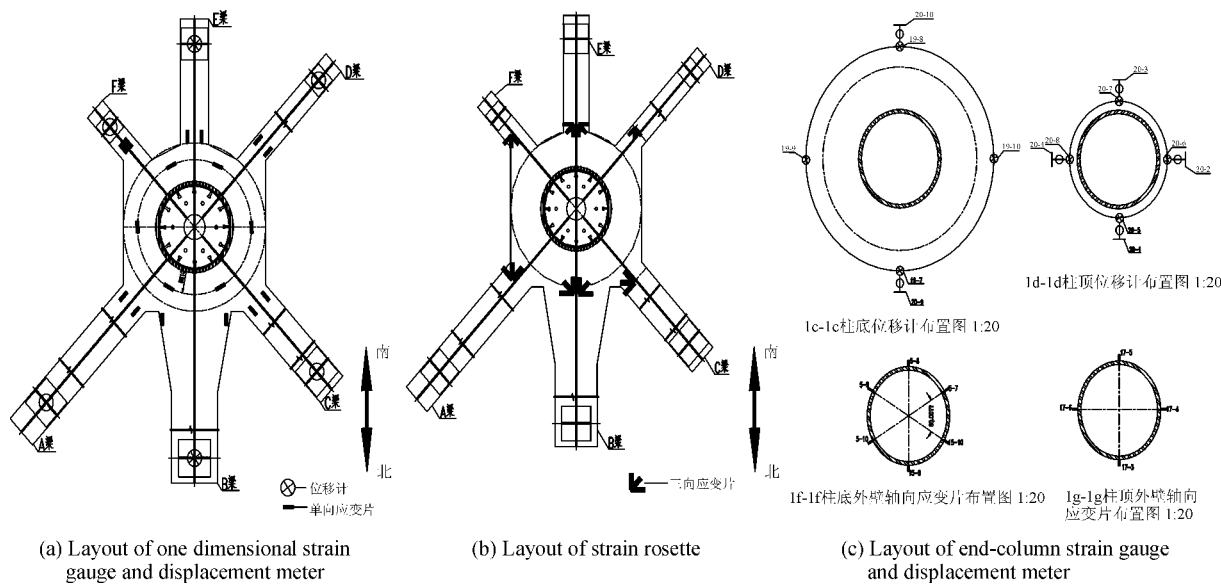 E梁
D梁
F梁
A梁
B梁
C梁
南
北
位移计
单向应变片
(a) Layout of one dimensional strain
gauge and displacement meter
E梁
D梁
F梁
A梁
B梁
C梁
南
北
三向应变片
(b) Layout of strain rosette
20-10
19-8
19-9
19-10
1c-1c柱底位移计布置图 1:20
20-3
20-7
20-8
20-6
20-2
1d-1d柱顶位移计布置图 1:20
1f-1f柱底外壁轴向应变片布置图 1:20
17-5
17-4
17-3
1g-1g柱顶外壁轴向
应变片布置图 1:20
(c) Layout of end-column strain gauge
and displacement meter